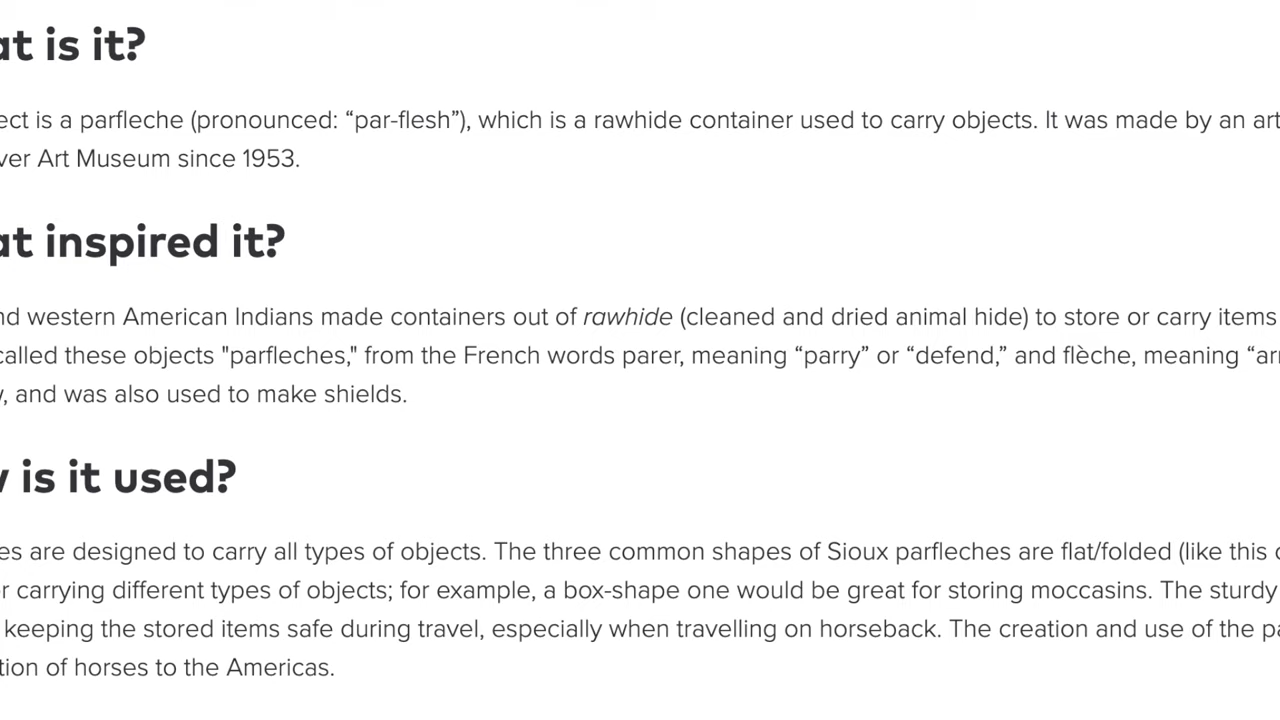 at is it?
ect is a parfleche (pronounced: “par-flesh”), which is a rawhide container used to carry objects. It was made by an art
ver Art Museum since 1953.
at inspired it?
nd western American Indians made containers out of rawhide (cleaned and dried animal hide) to store or carry items
called these objects "parfleches," from the French words parer, meaning “parry” or “defend,” and flèche, meaning “arr
, and was also used to make shields.
is it used?
es are designed to carry all types of objects. The three common shapes of Sioux parfleches are flat/folded (like this
r carrying different types of objects; for example, a box-shape one would be great for storing moccasins. The sturdy
keeping the stored items safe during travel, especially when travelling on horseback. The creation and use of the pa
tion of horses to the Americas.